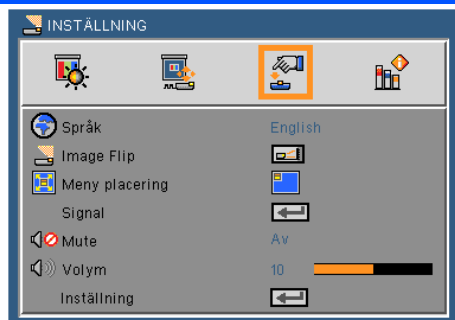 INSTÄLLNING
Språk English
Image Flip
Meny placering
Signal
Mute Av
Volym 10
Inställning